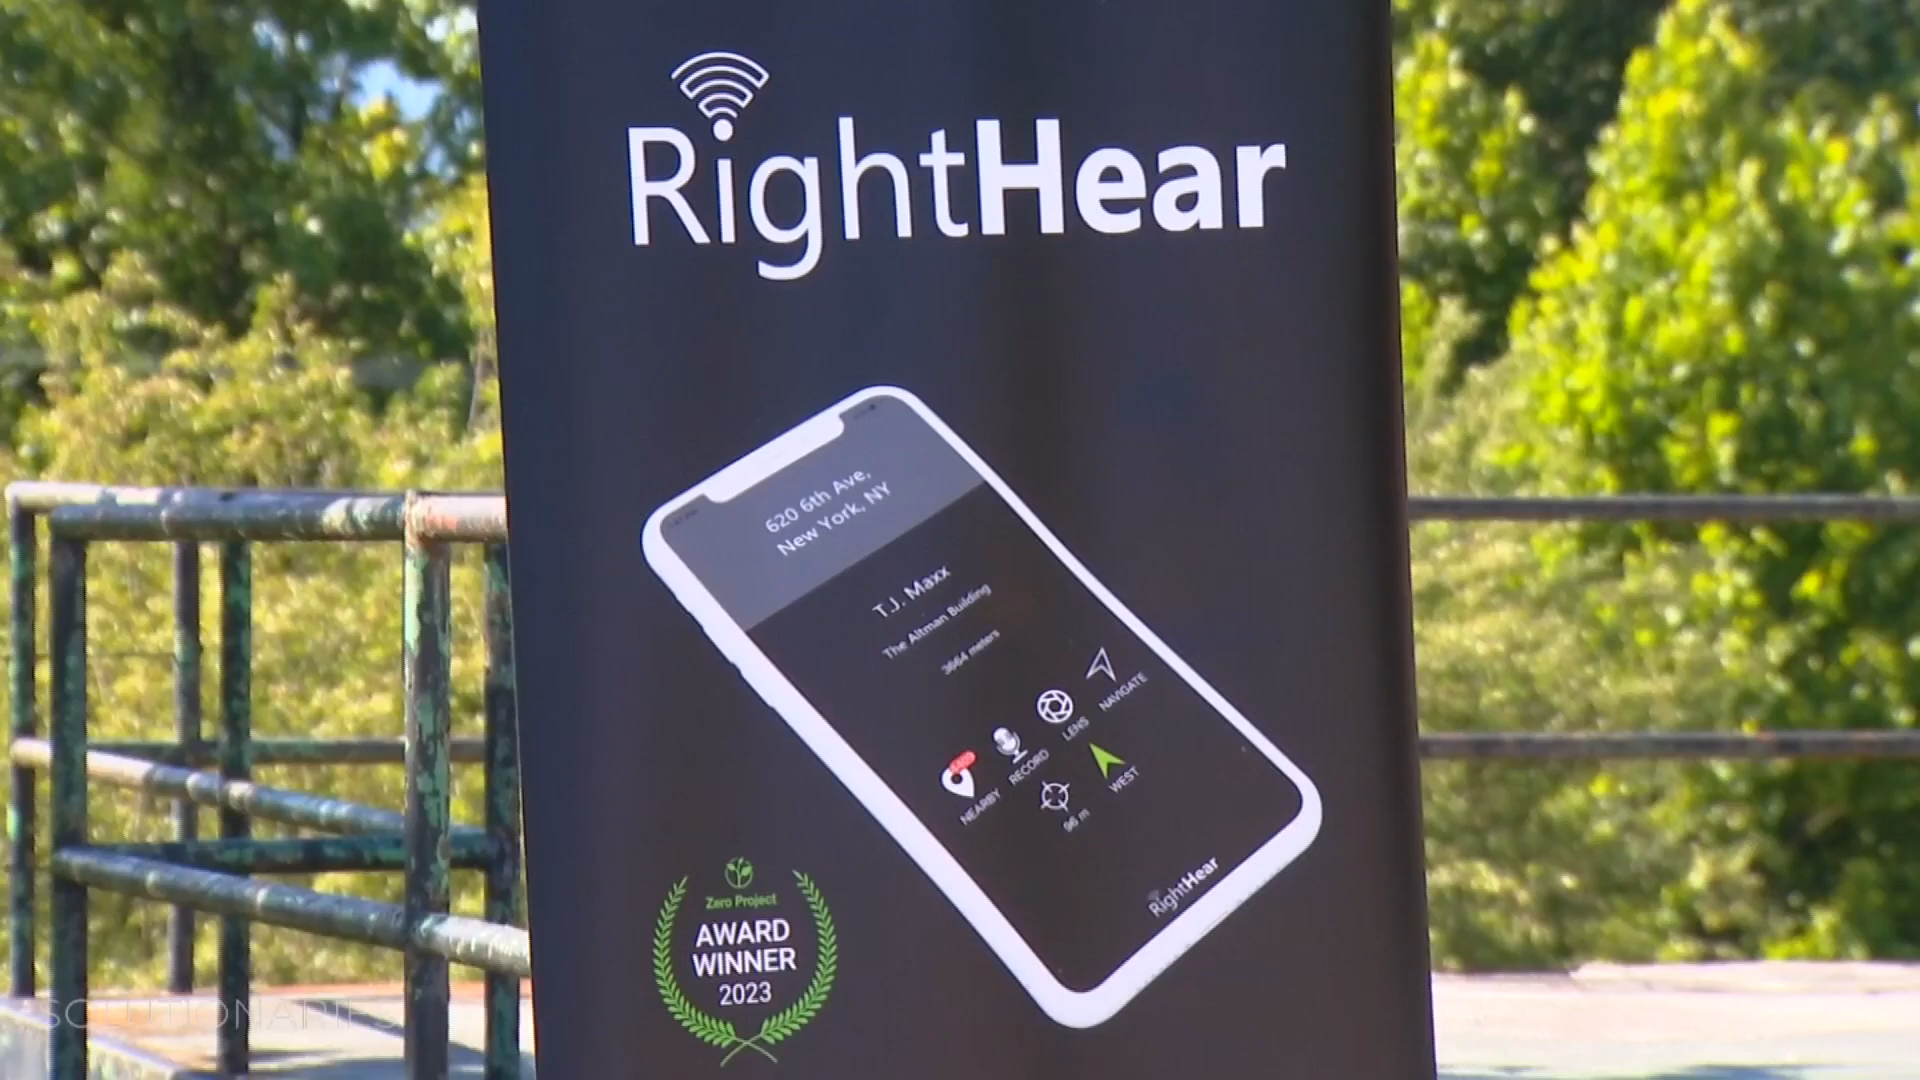 RightHear
620 6th Ave,
New York, NY
T.J. Maxx
The Altman Building
3664 meters
NAVIGATE
LENS
RECORD
NEARBY
WEST
96 m
RightHear
Zero Project
AWARD
WINNER
2023
SOLUTIONARIES